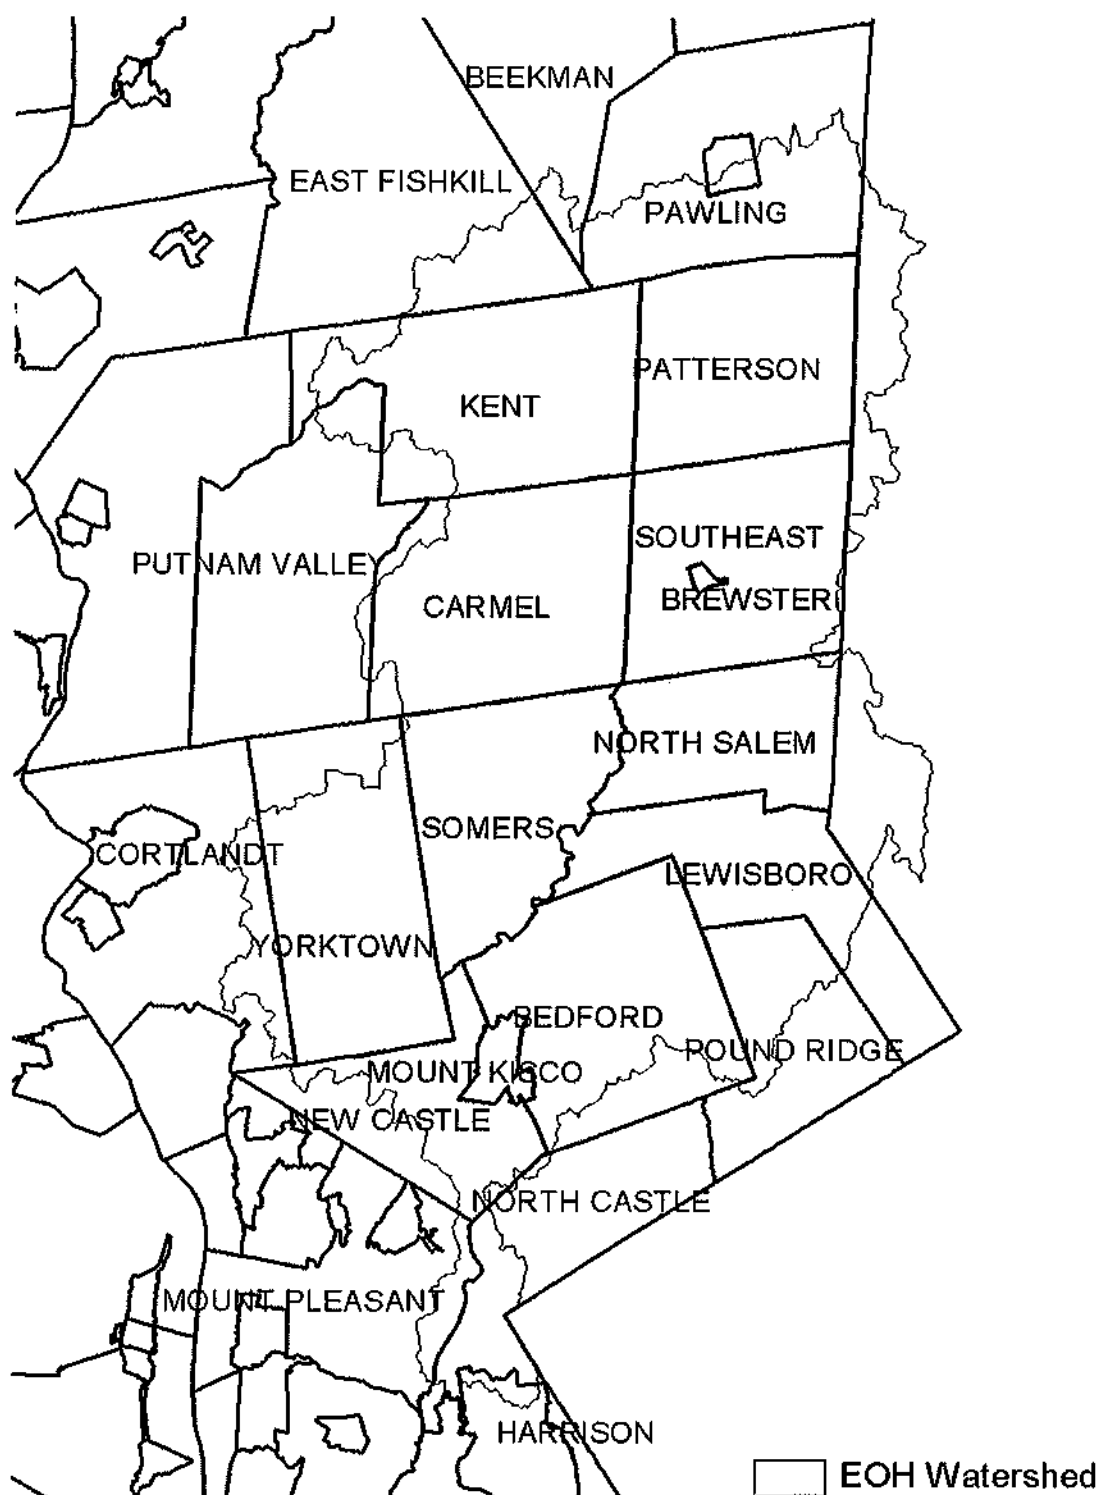 BEEKMAN
EAST FISHKILL
PAWLING
PATTERSON
KENT
SOUTHEAST
PUTNAM VALLEY
BREWSTER
CARMEL
NORTH SALEM
SOMERS
CORTLANDT
LEWISBORO
YORKTOWN
BEDFORD
POUND RIDGE
MOUNT KISCO
NEW CASTLE
NORTH CASTLE
MOUNT PLEASANT
HARRISON
EOH Watershed